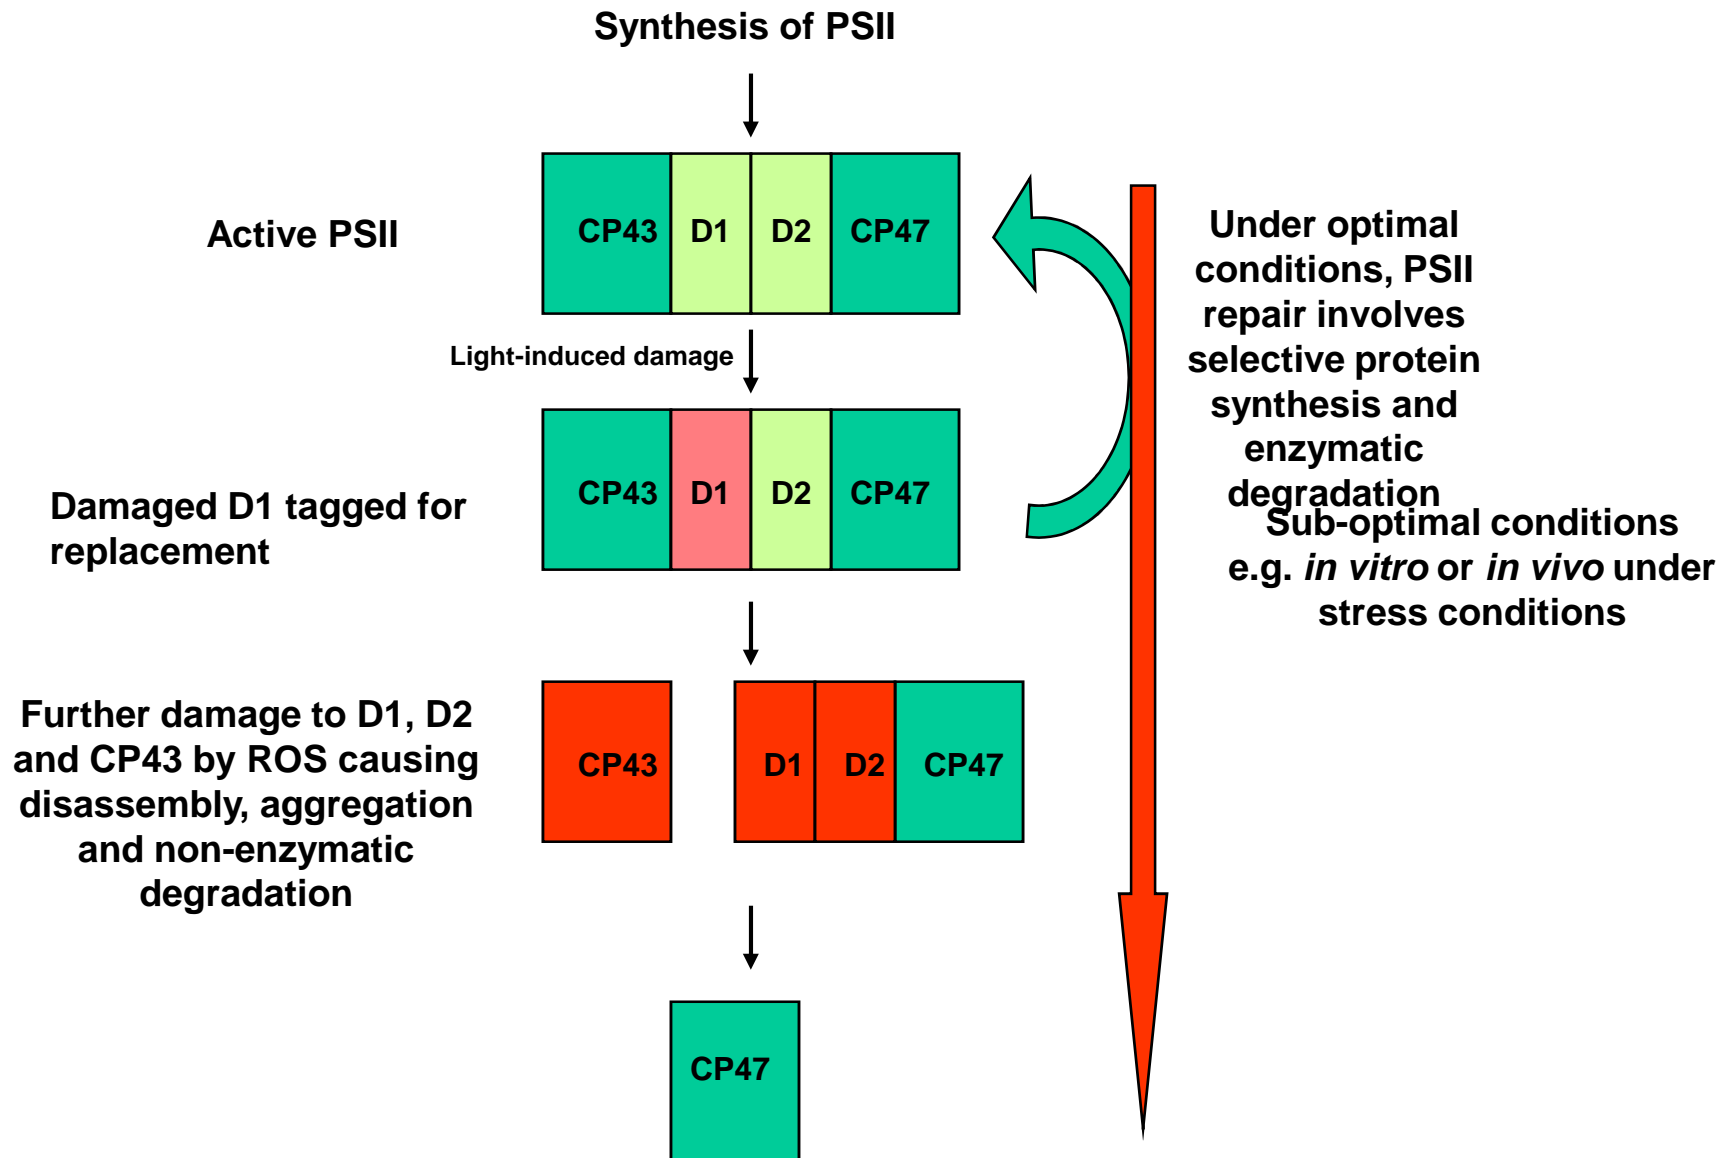 Synthesis of PSII
Active PSII
CP43 D1 D2 CP47
Light-induced damage
Under optimal
conditions, PSII
repair involves
selective protein
synthesis and
enzymatic
degradation
Damaged D1 tagged for
replacement
CP43 D1 D2 CP47
Sub-optimal conditions
e.g. in vitro or in vivo under
stress conditions
Further damage to D1, D2
and CP43 by ROS causing
disassembly, aggregation
and non-enzymatic
degradation
CP43 D1 D2 CP47
CP47